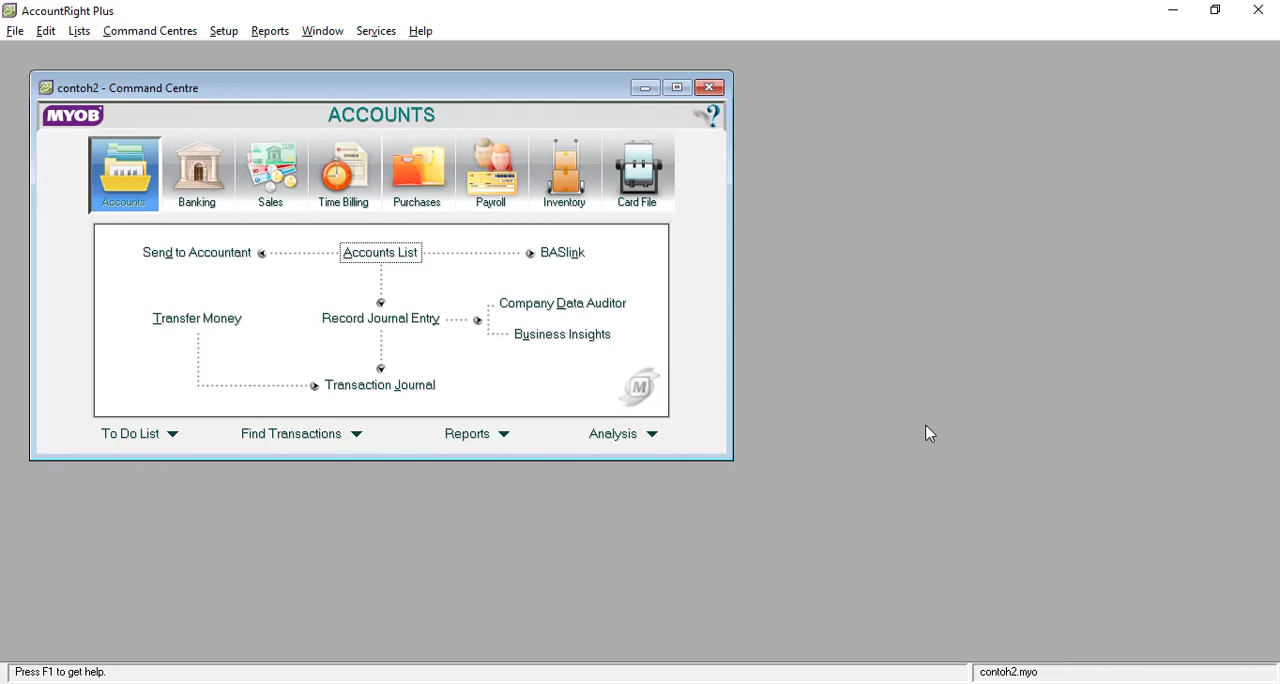 AccountRight Plus
File Edit Lists Command Centres Setup Reports Window Services Help
contoh2 - Command Centre
MYOB ACCOUNTS ?
Accounts Banking Sales Time Billing Purchases Payroll Inventory Card File
Send to Accountant Accounts List BASlink
Company Data Auditor
Transfer Money Record Journal Entry
Business Insights
Transaction Journal
M
To Do List Find Transactions Reports Analysis
Press F1 to get help. contoh2.myo